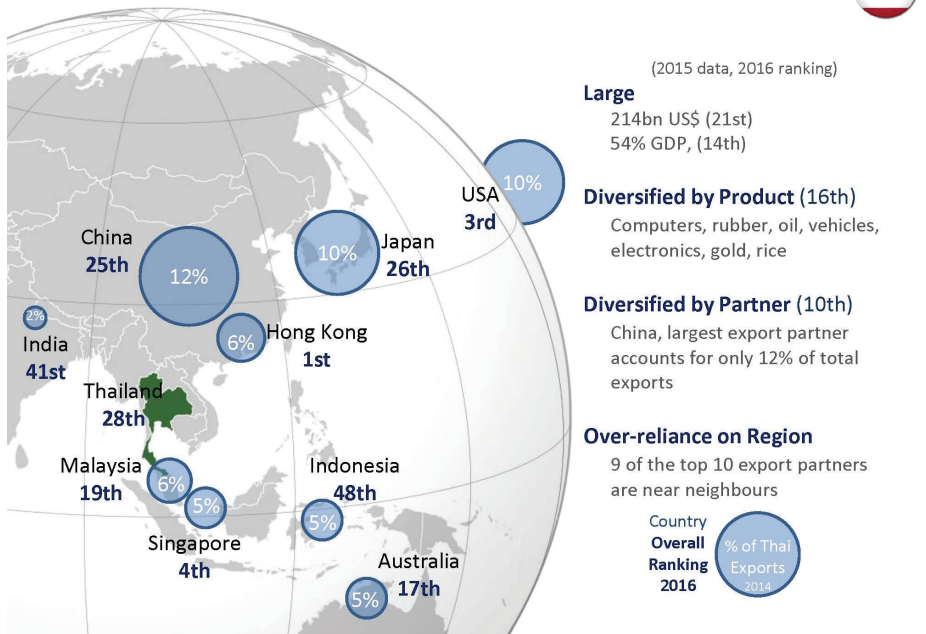 (2015 data, 2016 ranking)
Large
214bn US$ (21st)
54% GDP, (14th)
Diversified by Product (16th)
Computers, rubber, oil, vehicles,
electronics, gold, rice
Diversified by Partner (10th)
China, largest export partner
accounts for only 12% of total
exports
Over-reliance on Region
9 of the top 10 export partners
are near neighbours
Country
Overall
Ranking
2016
% of Thai
Exports
2014
USA
3rd
10%
China
25th
12%
Japan
26th
10%
India
41st
2%
Hong Kong
1st
6%
Thailand
28th
Malaysia
19th
6%
Singapore
4th
5%
Indonesia
48th
5%
Australia
17th
5%